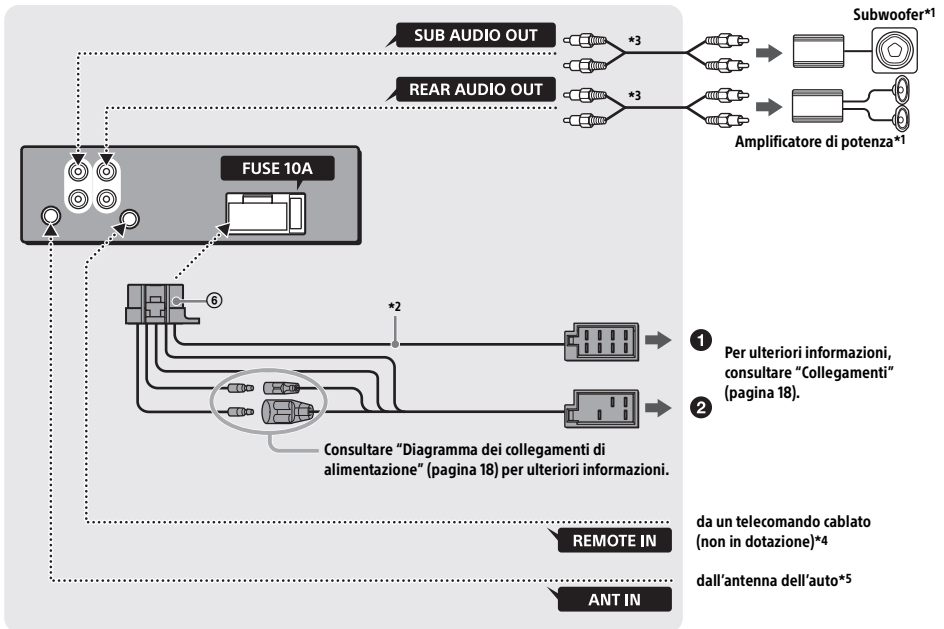 Subwoofer*1
SUB AUDIO OUT
*3
REAR AUDIO OUT
*3
Amplificatore di potenza*1
FUSE 10A
⑥
*2
❶
Per ulteriori informazioni,
consultare “Collegamenti”
(pagina 18).
❷
Consultare “Diagramma dei collegamenti di
alimentazione” (pagina 18) per ulteriori informazioni.
da un telecomando cablato
(non in dotazione)*4
REMOTE IN
dall’antenna dell’auto*5
ANT IN